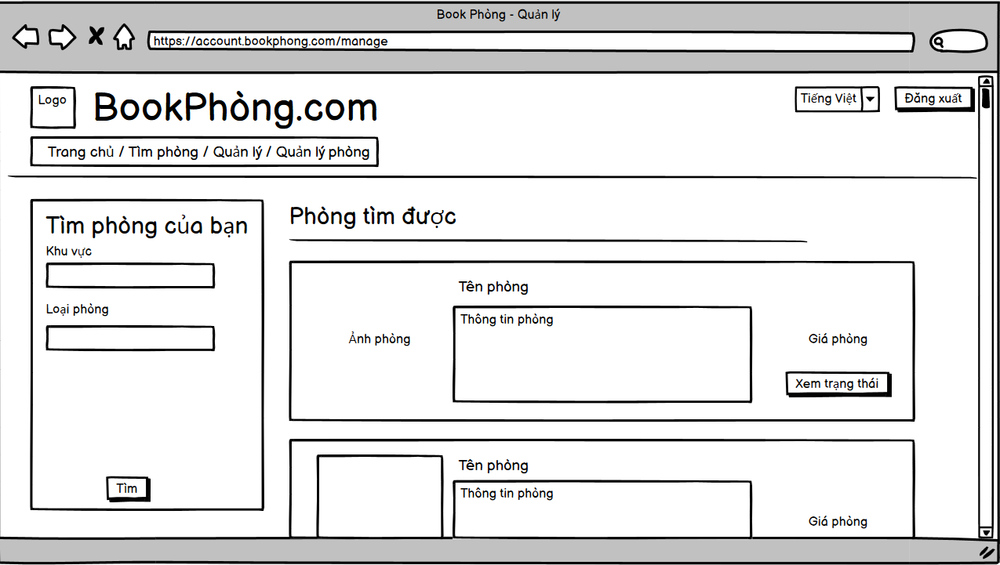 Book Phòng - Quản lý
https://account.bookphong.com/manage
Logo
BookPhòng.com
Tiếng Việt
Đăng xuất
Trang chủ / Tìm phòng / Quản lý / Quản lý phòng
Tìm phòng của bạn
Khu vực
Loại phòng
Tìm
Phòng tìm được
Tên phòng
Thông tin phòng
Ảnh phòng
Giá phòng
Xem trạng thái
Tên phòng
Thông tin phòng
Giá phòng